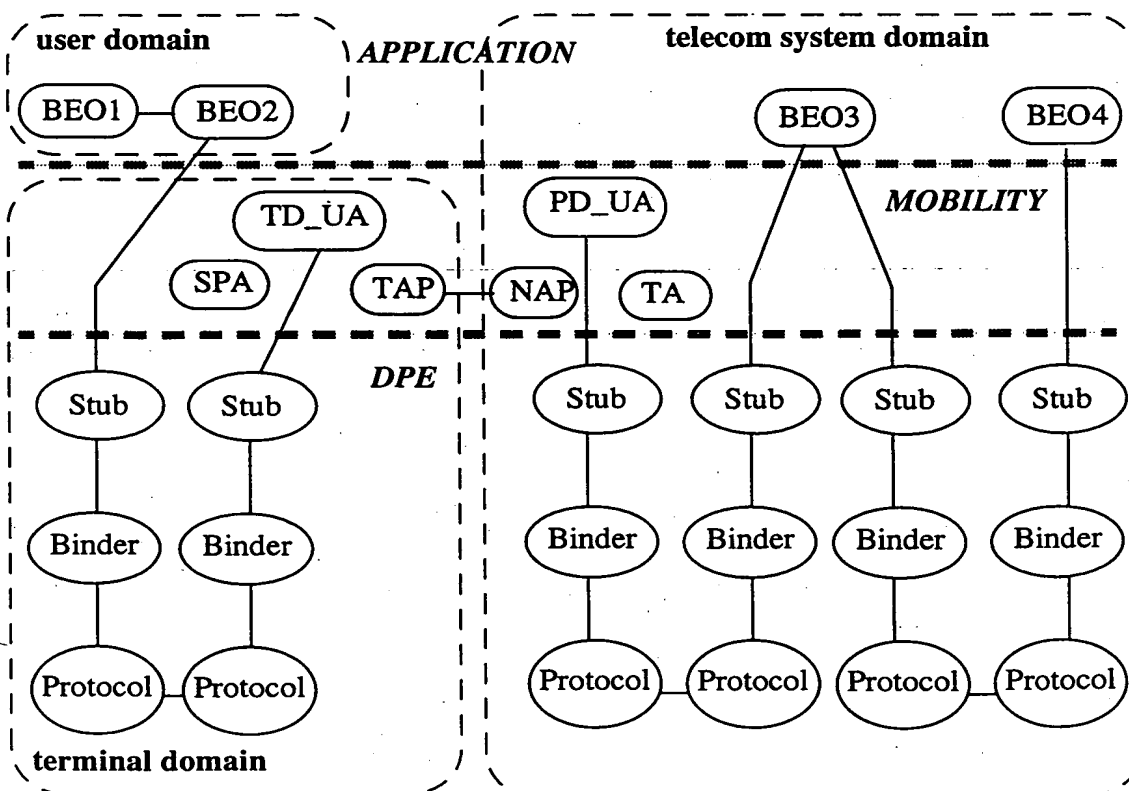 user domain
APPLICATION
telecom system domain
BEO1
BEO2
BEO3
BEO4
TD_UA
PD_UA
MOBILITY
SPA
TAP
NAP
TA
DPE
Stub
Stub
Stub
Stub
Stub
Stub
Binder
Binder
Binder
Binder
Binder
Binder
Protocol
Protocol
Protocol
Protocol
Protocol
Protocol
terminal domain